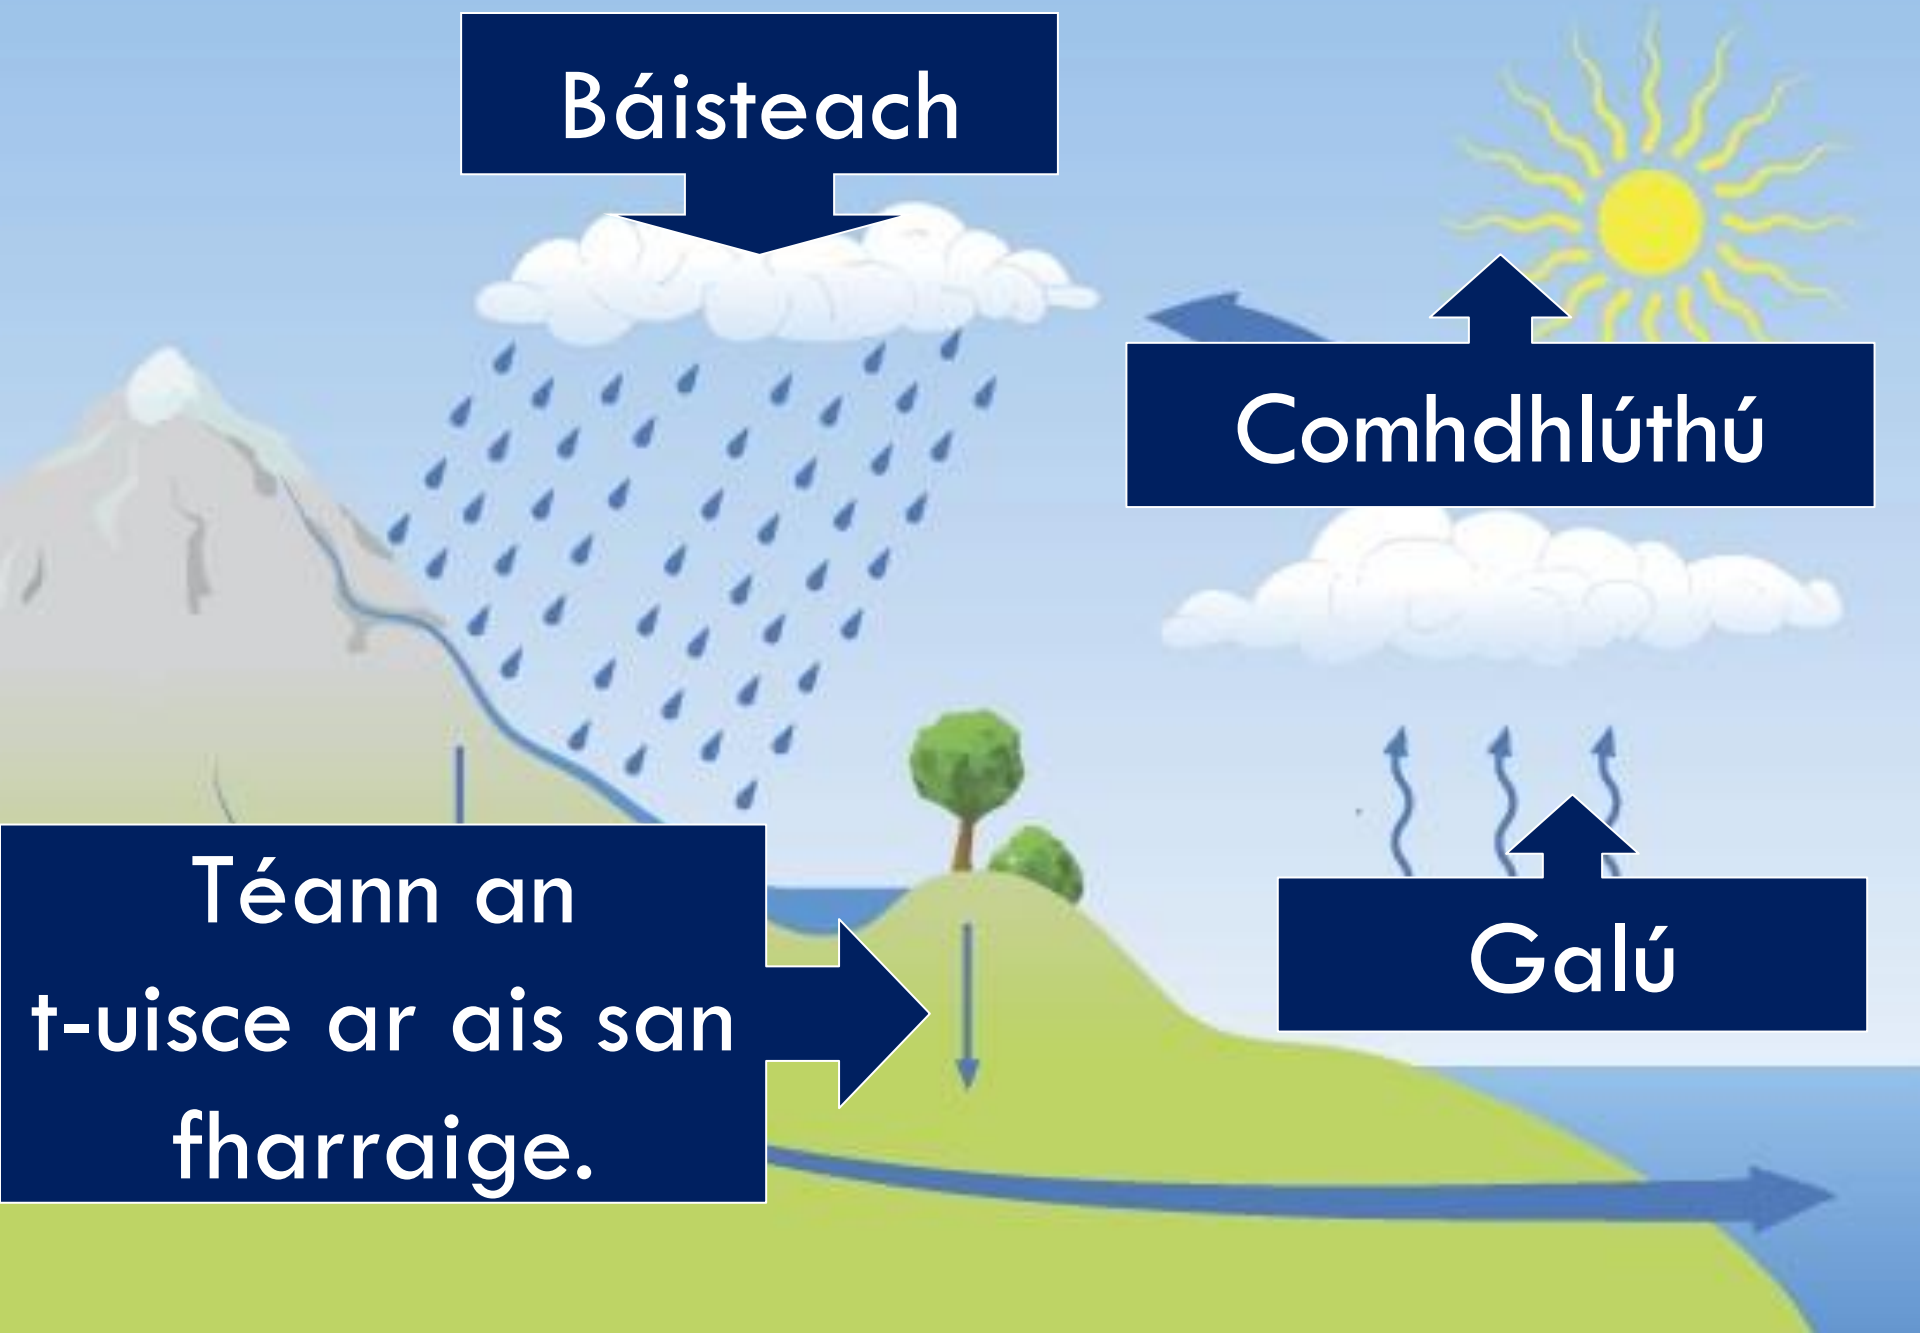 Báisteach
Comhdhlúthú
Téann an
t-uisce ar ais san
fharraige.
Galú